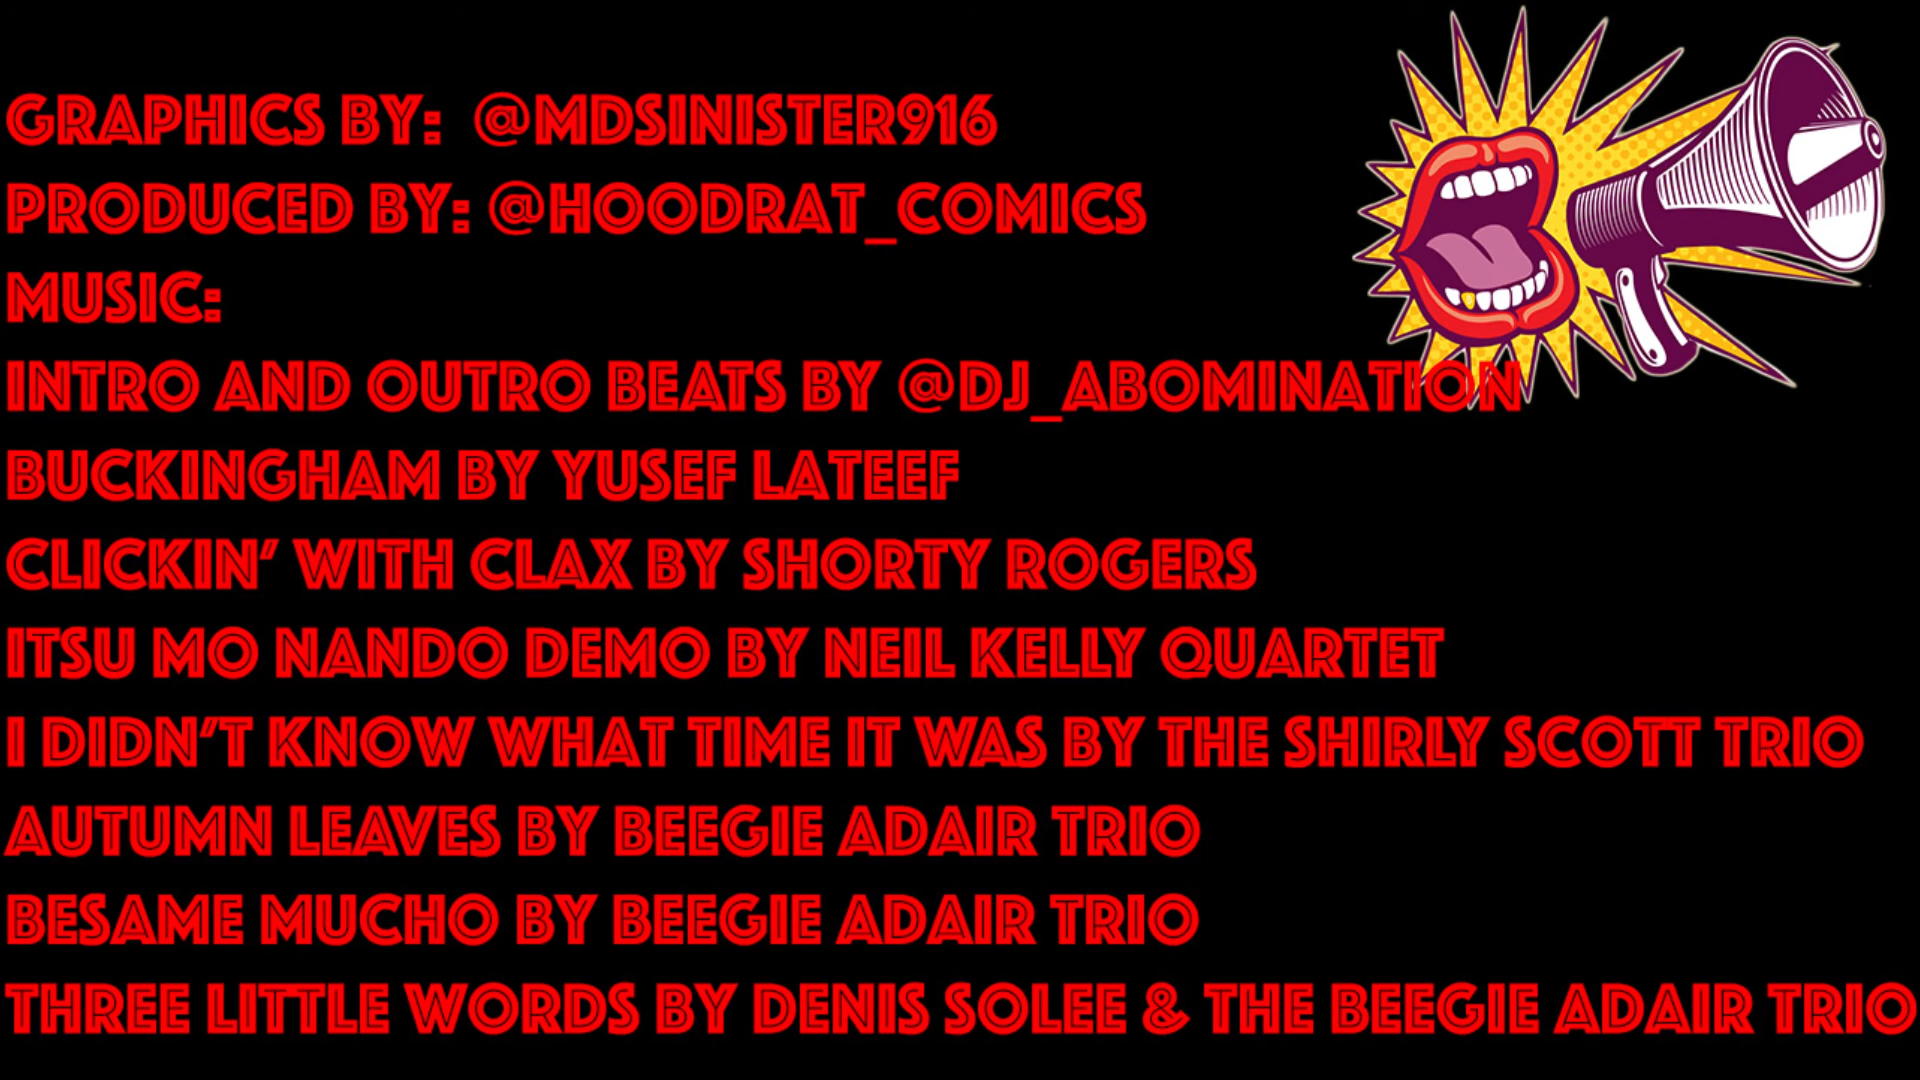 GRAPHICS BY: @MDSINISTER916
PRODUCED BY: @HOODRAT_COMICS
MUSIC:
INTRO AND OUTRO BEATS BY @DJ_ABOMINATION
BUCKINGHAM BY YUSEF LATEEF
CLICKIN’ WITH CLAX BY SHORTY ROGERS
ITSU MO NANDO DEMO BY NEIL KELLY QUARTET
I DIDN’T KNOW WHAT TIME IT WAS BY THE SHIRLY SCOTT TRIO
AUTUMN LEAVES BY BEEGIE ADAIR TRIO
BESAME MUCHO BY BEEGIE ADAIR TRIO
THREE LITTLE WORDS BY DENIS SOLEE & THE BEEGIE ADAIR TRIO